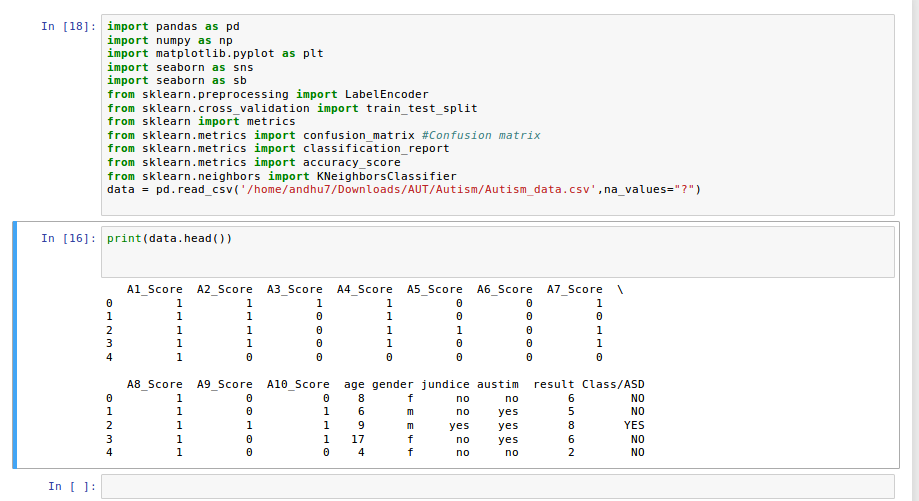 In [18]: import pandas as pd
import numpy as np
import matplotlib.pyplot as plt
import seaborn as sns
import seaborn as sb
from sklearn.preprocessing import LabelEncoder
from sklearn.cross_validation import train_test_split
from sklearn import metrics
from sklearn.metrics import confusion_matrix #Confusion matrix
from sklearn.metrics import classification_report
from sklearn.metrics import accuracy_score
from sklearn.neighbors import KNeighborsClassifier
data = pd.read_csv('/home/andhu7/Downloads/AUT/Autism/Autism_data.csv',na_values="?")
In [16]: print(data.head())
A1_Score A2_Score A3_Score A4_Score A5_Score A6_Score A7_Score \
0 1 1 1 1 0 0 1
1 1 1 0 1 0 0 0
2 1 1 0 1 1 0 1
3 1 1 0 1 0 0 1
4 1 0 0 0 0 0 0
A8_Score A9_Score A10_Score age gender jundice austim result Class/ASD
0 1 0 0 8 f no no 6 NO
1 1 0 1 6 m no yes 5 NO
2 1 1 1 9 m yes yes 8 YES
3 1 0 1 17 f no yes 6 NO
4 1 0 0 4 f no no 2 NO
In [ ]: